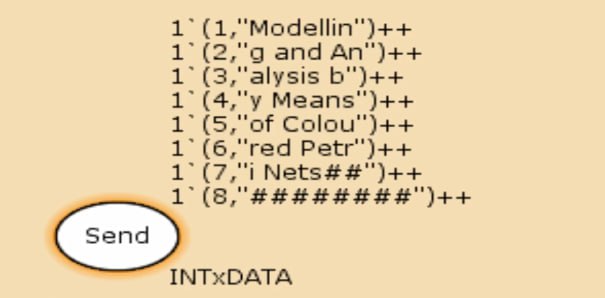 1`(1,"Modellin")++
1`(2,"g and An")++
1`(3,"alysis b")++
1`(4,"y Means")++
1`(5,"of Colou")++
1`(6,"red Petr")++
1`(7,"i Nets##")++
1`(8,"########")++
Send
INTxDATA